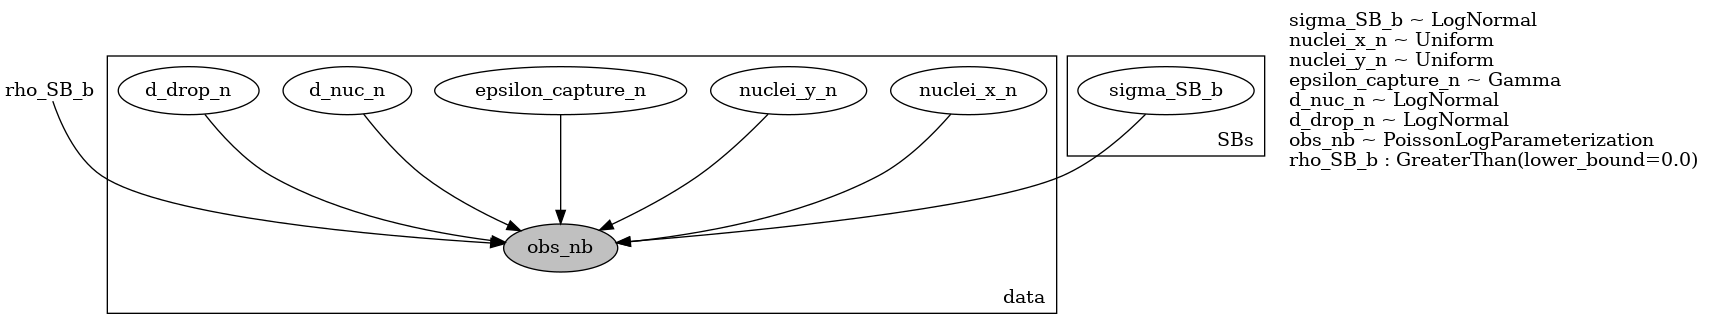 rho_SB_b
d_drop_n
d_nuc_n
epsilon_capture_n
nuclei_y_n
nuclei_x_n
sigma_SB_b
SBs
obs_nb
data
sigma_SB_b ~ LogNormal
nuclei_x_n ~ Uniform
nuclei_y_n ~ Uniform
epsilon_capture_n ~ Gamma
d_nuc_n ~ LogNormal
d_drop_n ~ LogNormal
obs_nb ~ PoissonLogParameterization
rho_SB_b : GreaterThan(lower_bound=0.0)